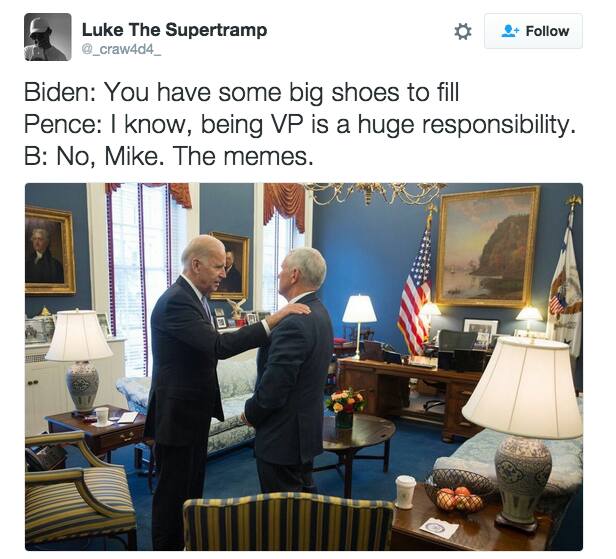 Luke The Supertramp
@_craw4d4_
Follow
Biden: You have some big shoes to fill
Pence: I know, being VP is a huge responsibility.
B: No, Mike. The memes.